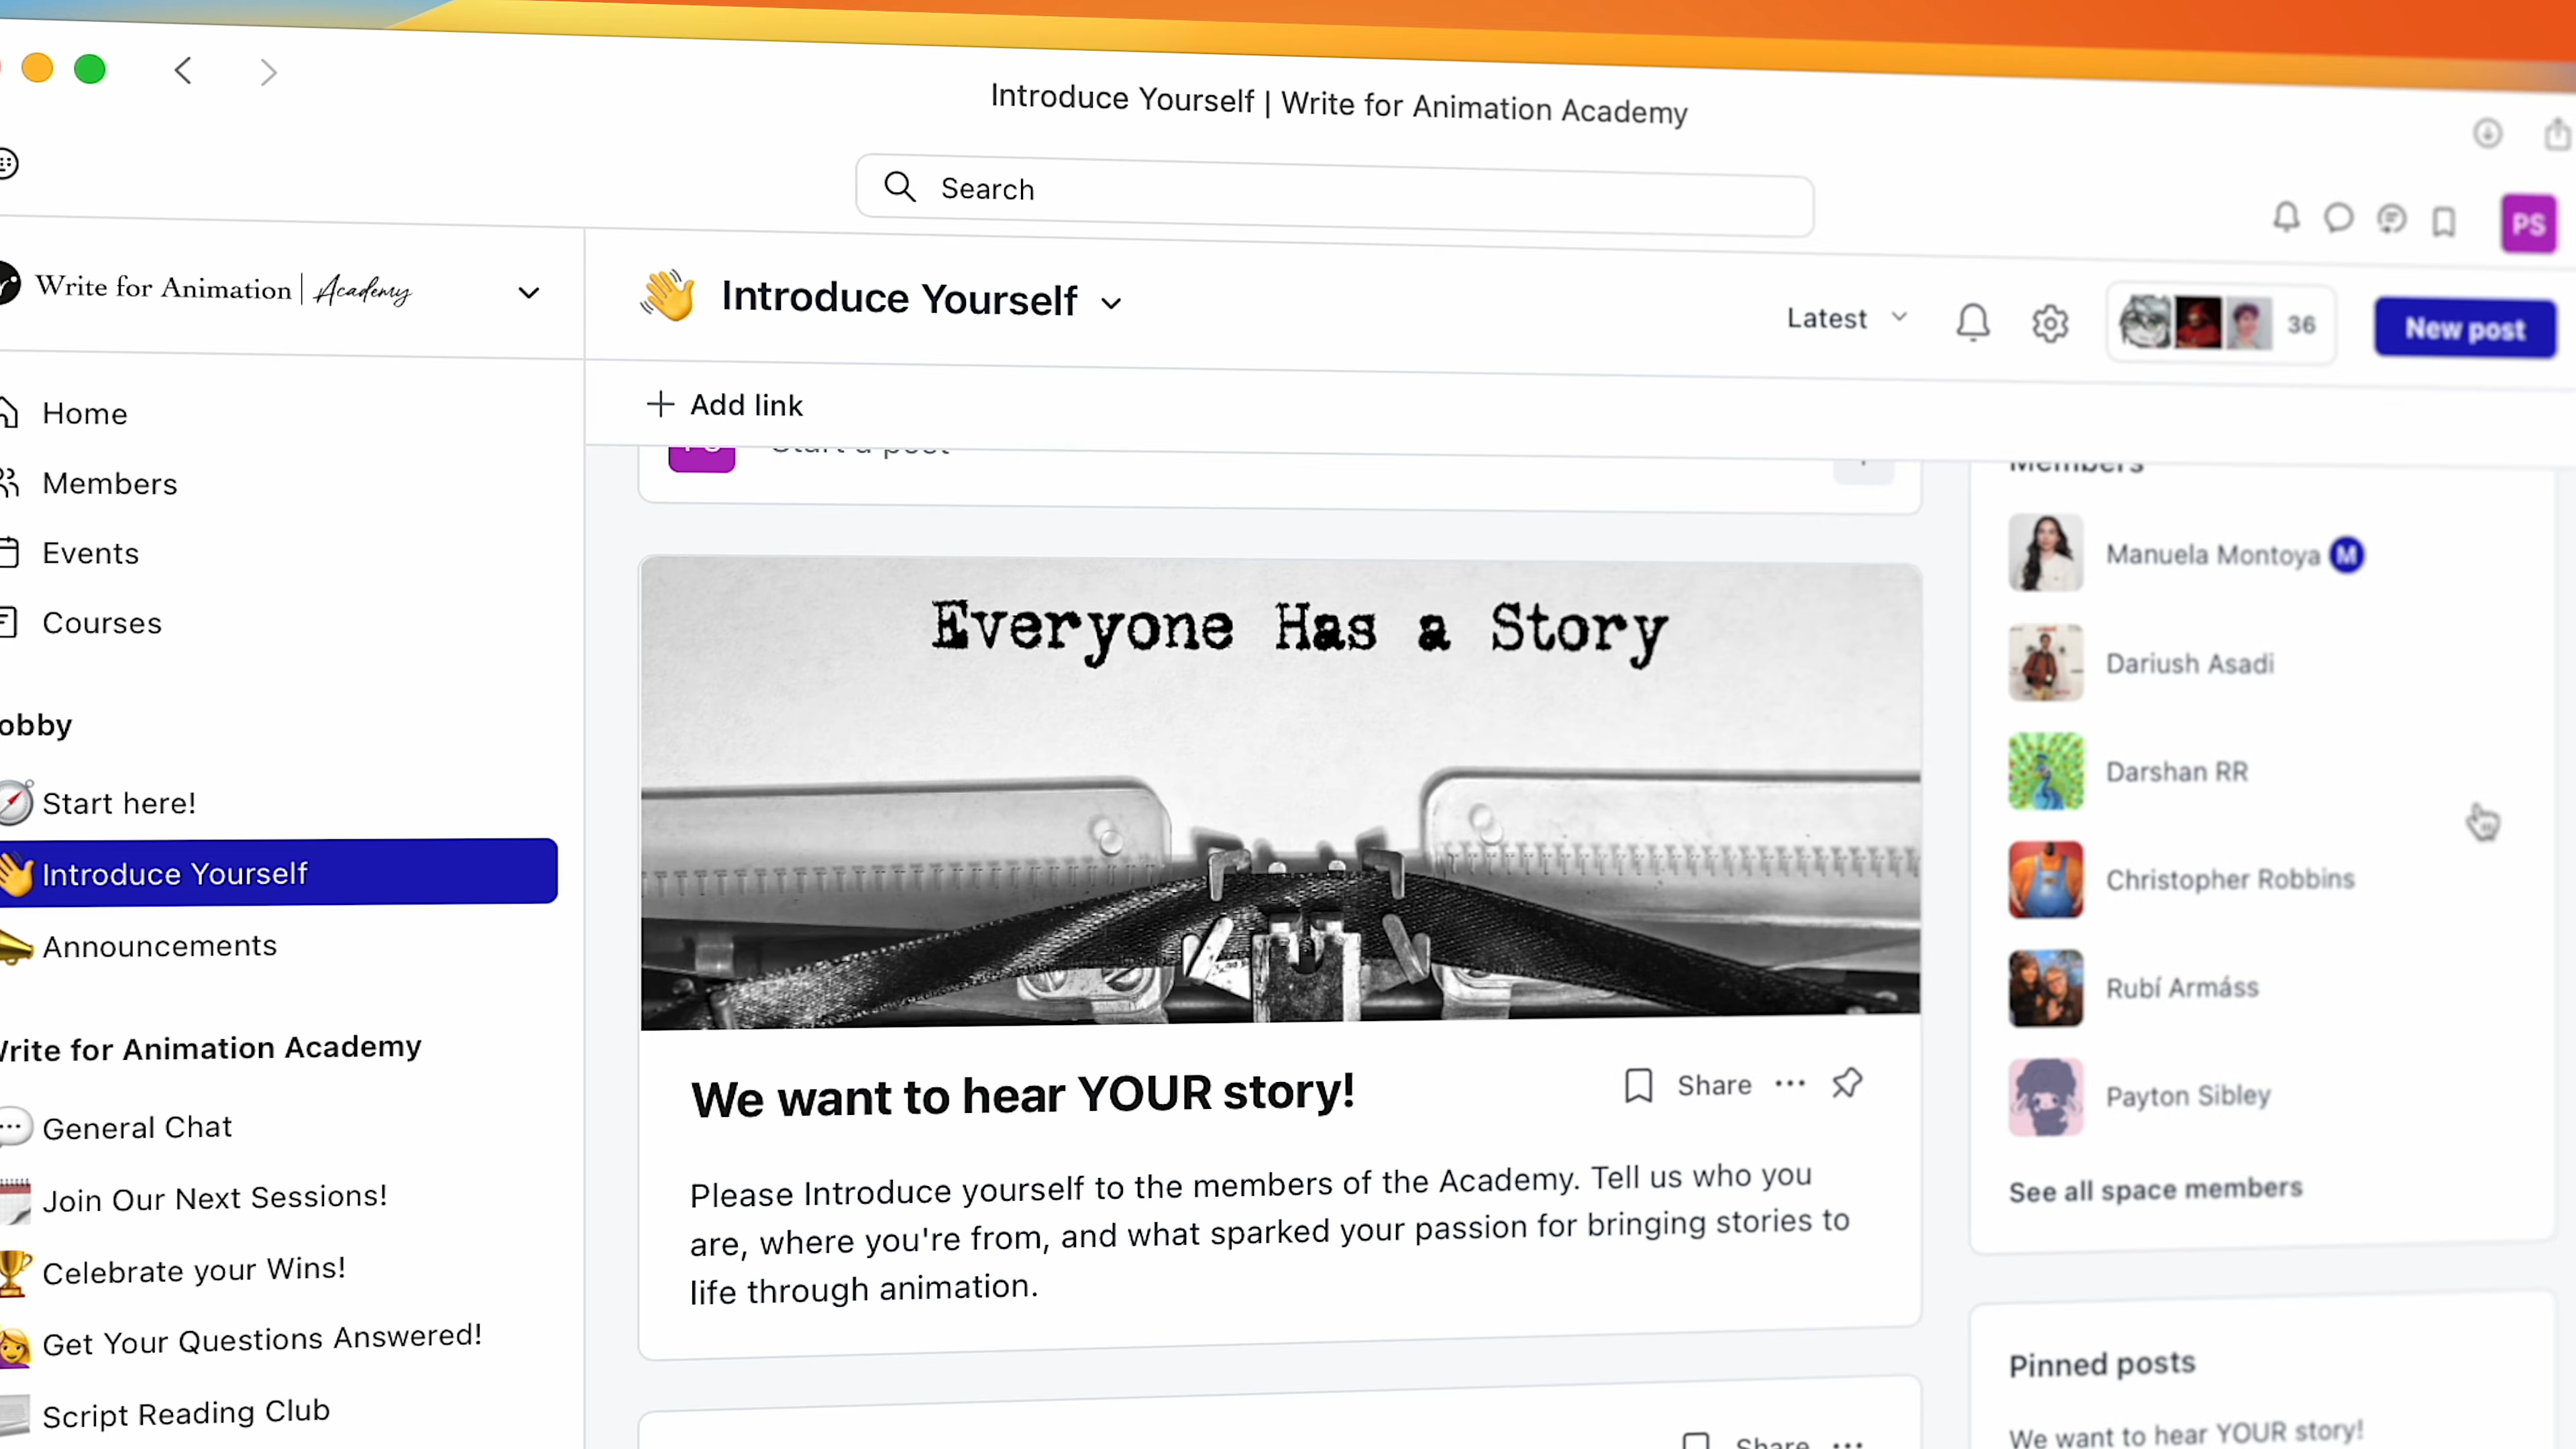 Introduce Yourself | Write for Animation Academy
Search
PS
Write for Animation | Academy
Introduce Yourself
Latest
36
New post
Add link
Home
Members
Events
Courses
obby
Start here!
Introduce Yourself
Announcements
rite for Animation Academy
General Chat
Join Our Next Sessions!
Celebrate your Wins!
Get Your Questions Answered!
Script Reading Club
Start a post
Everyone Has a Story
We want to hear YOUR story!
Share
Please Introduce yourself to the members of the Academy. Tell us who you
are, where you're from, and what sparked your passion for bringing stories to
life through animation.
Share
Members
Manuela Montoya M
Dariush Asadi
Darshan RR
Christopher Robbins
Rubí Armáss
Payton Sibley
See all space members
Pinned posts
We want to hear YOUR story!